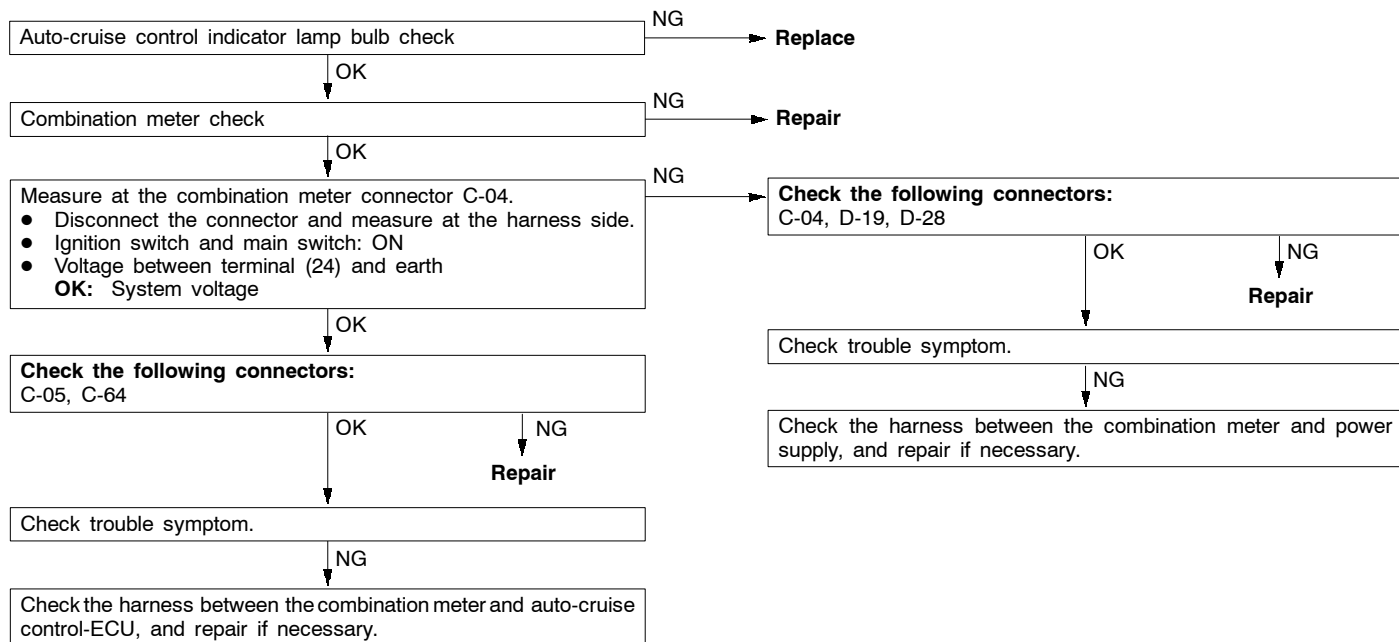 Auto-cruise control indicator lamp bulb check
NG
Replace
OK
Combination meter check
NG
Repair
OK
Measure at the combination meter connector C-04.
● Disconnect the connector and measure at the harness side.
● Ignition switch and main switch: ON
● Voltage between terminal (24) and earth
OK: System voltage
NG
Check the following connectors:
C-04, D-19, D-28
OK
NG
Repair
Check trouble symptom.
NG
Check the harness between the combination meter and power
supply, and repair if necessary.
OK
Check the following connectors:
C-05, C-64
OK
NG
Repair
Check trouble symptom.
NG
Check the harness between the combination meter and auto-cruise
control-ECU, and repair if necessary.